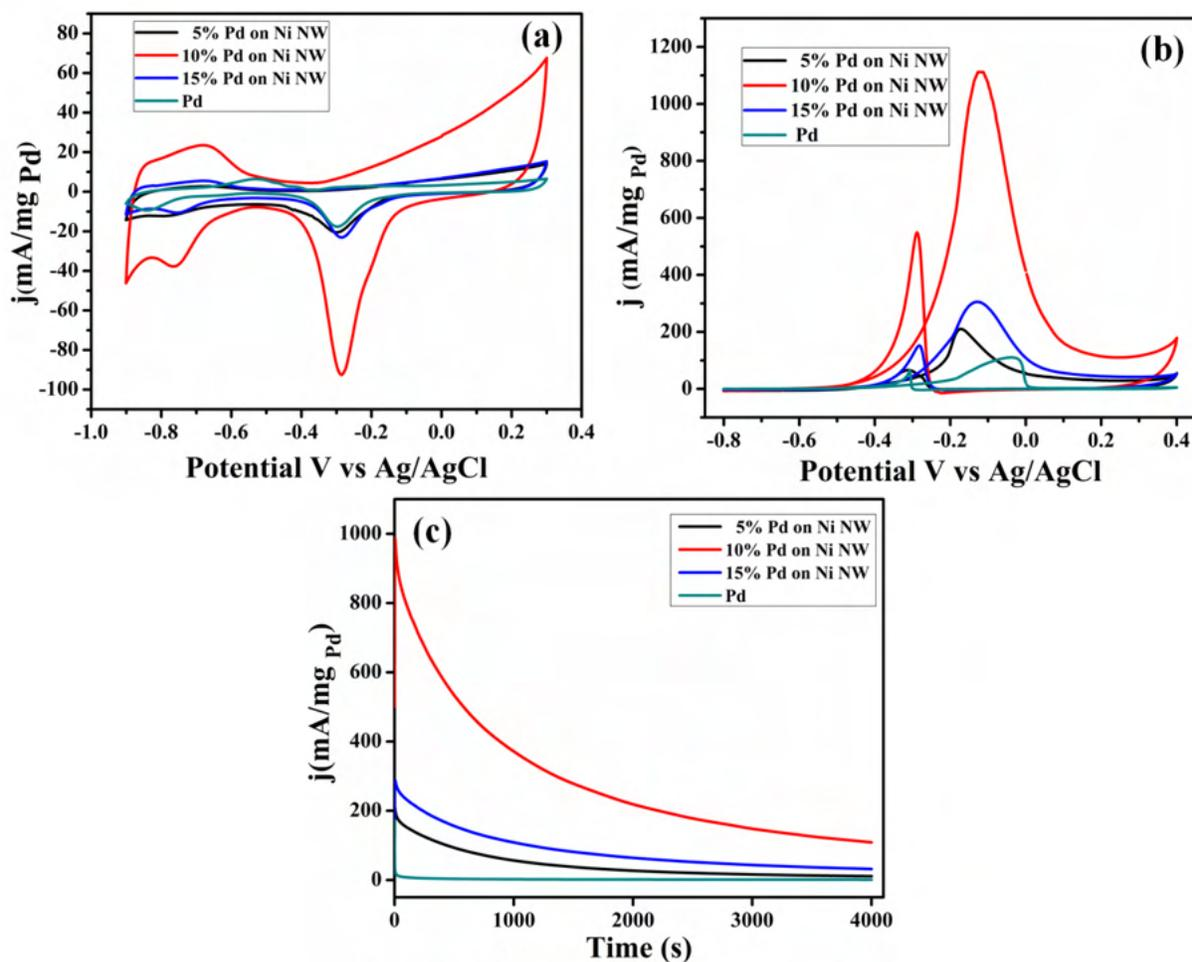 (a)
5% Pd on Ni NW
10% Pd on Ni NW
15% Pd on Ni NW
Pd
80
60
40
20
0
-20
-40
-60
-80
-100
j(mA/mg Pd)
-1.0 -0.8 -0.6 -0.4 -0.2 0.0 0.2 0.4
Potential V vs Ag/AgCl
(b)
5% Pd on Ni NW
10% Pd on Ni NW
15% Pd on Ni NW
Pd
1200
1000
800
600
400
200
0
j (mA/mg Pd)
-0.8 -0.6 -0.4 -0.2 0.0 0.2 0.4
Potential V vs Ag/AgCl
(c)
5% Pd on Ni NW
10% Pd on Ni NW
15% Pd on Ni NW
Pd
1000
800
600
400
200
0
j(mA/mg Pd)
0 1000 2000 3000 4000
Time (s)